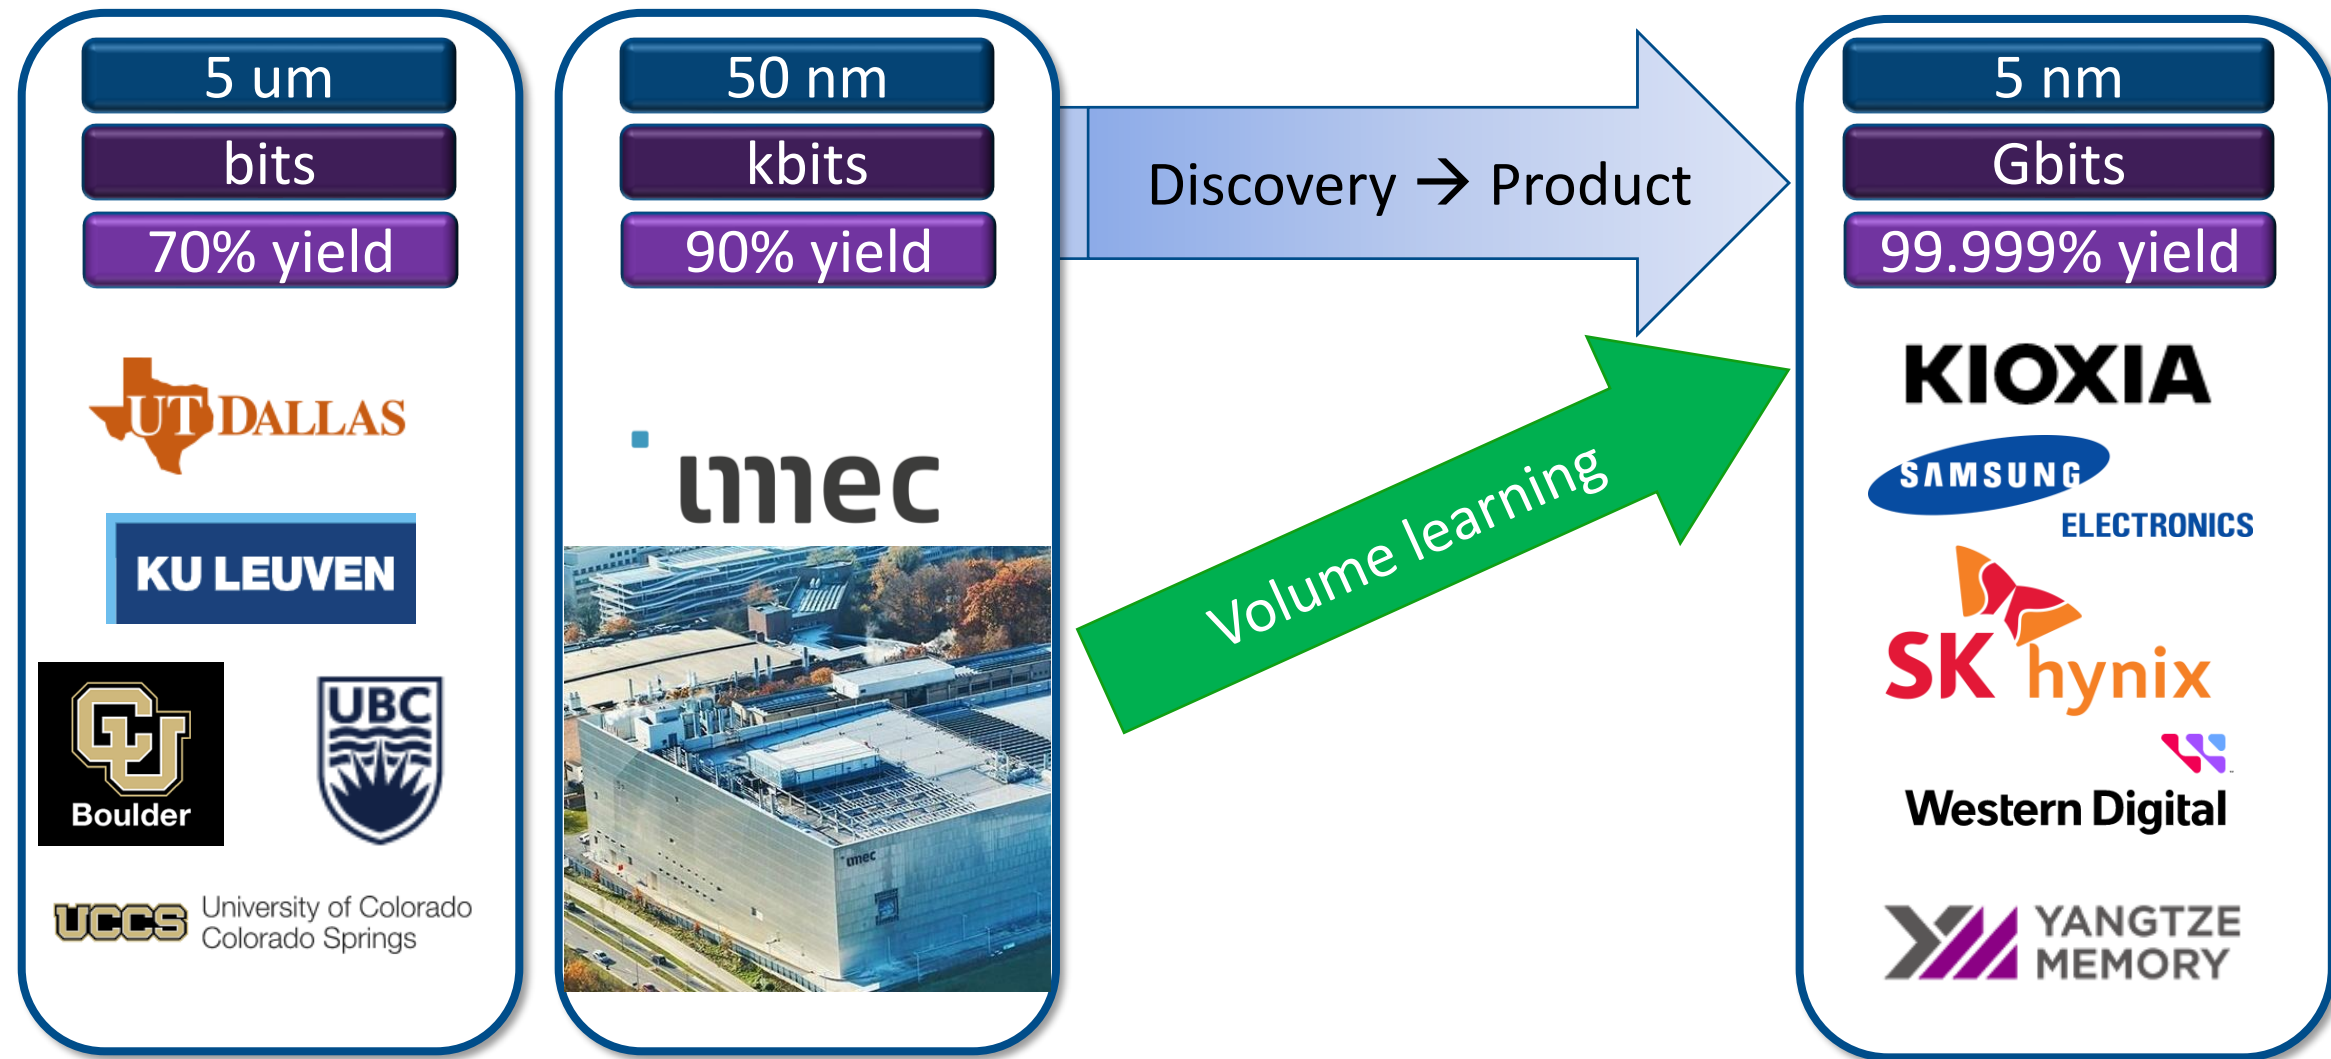 5 um
bits
70% yield
UT DALLAS
KU LEUVEN
CU
Boulder
UBC
UCCS University of Colorado
Colorado Springs
50 nm
kbits
90% yield
imec
imec
Discovery → Product
Volume learning
5 nm
Gbits
99.999% yield
KIOXIA
SAMSUNG
ELECTRONICS
SK hynix
Western Digital
YANGTZE
MEMORY